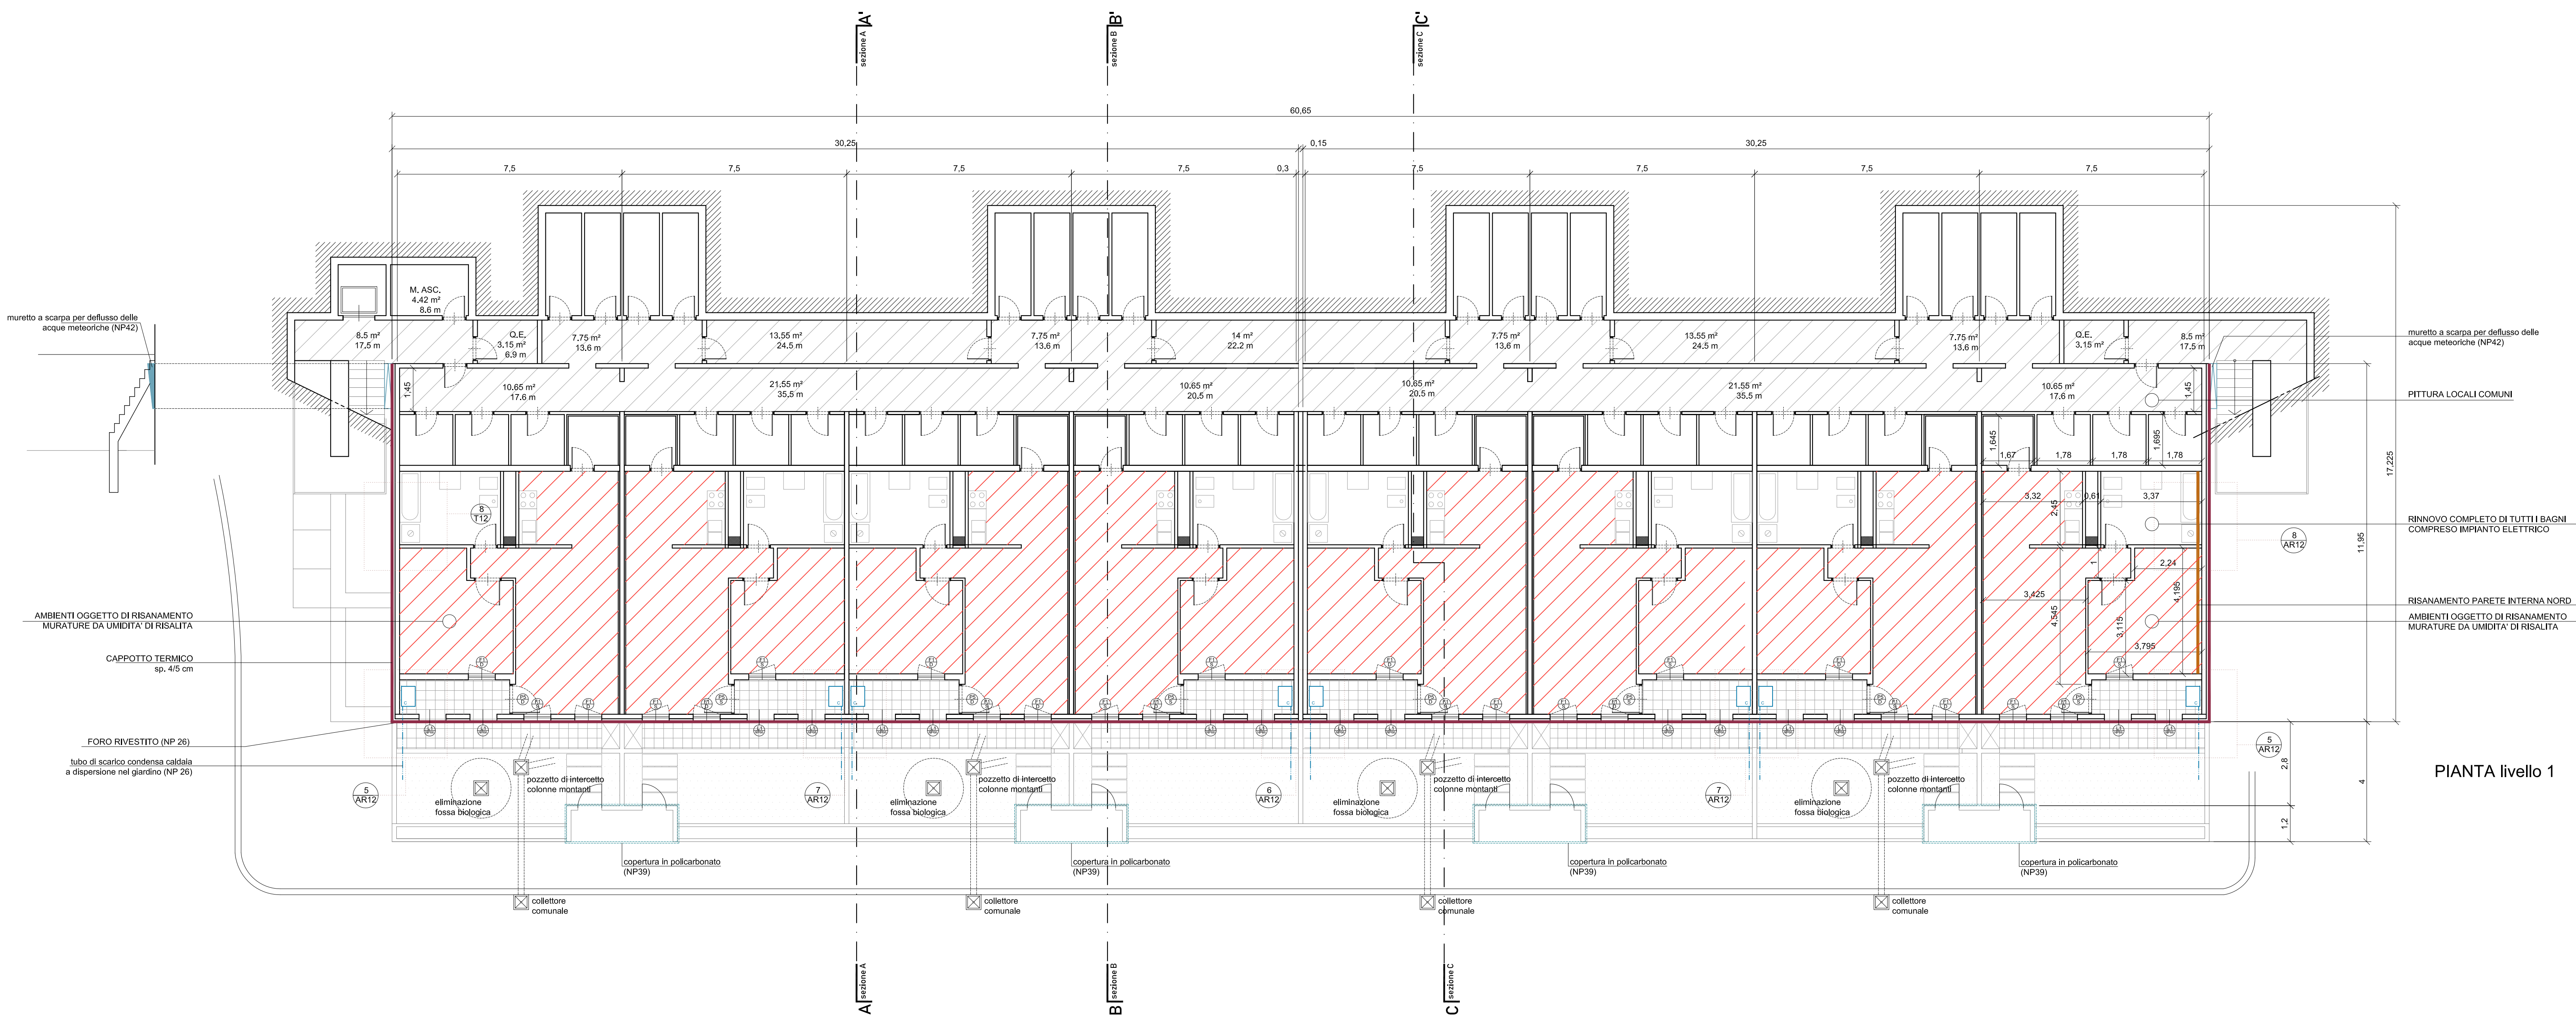 A'
sezione A
B'
sezione B
C'
sezione C
60,65
30,25
0,15
30,25
7,5
7,5
7,5
7,5
0,3
7,5
7,5
7,5
7,5
M. ASC.
4.42 m²
8.6 m
muretto a scarpa per deflusso delle
acque meteoriche (NP42)
8.5 m²
17,5 m
Q.E.
3.15 m²
6.9 m
7.75 m²
13.6 m
13.55 m²
24.5 m
7.75 m²
13.6 m
14 m²
22.2 m
7.75 m²
13,6 m
13.55 m²
24.5 m
7.75 m²
13.6 m
Q.E.
3.15 m²
8.5 m²
17.5 m
muretto a scarpa per deflusso delle
acque meteoriche (NP42)
1,45
10.65 m²
17.6 m
21.55 m²
35,5 m
10.65 m²
20.5 m
10.65 m²
20.5 m
21.55 m²
35.5 m
10.65 m²
17.6 m
1,45
PITTURA LOCALI COMUNI
1,645
1,695
1,67
1,78
1,78
1,78
17,225
3,32
0,61
3,37
2,45
8
T12
RINNOVO COMPLETO DI TUTTI I BAGNI
COMPRESO IMPIANTO ELETTRICO
8
AR12
11,95
1
2,24
4,195
3,425
4,545
3,115
3,795
AMBIENTI OGGETTO DI RISANAMENTO
MURATURE DA UMIDITA' DI RISALITA
RISANAMENTO PARETE INTERNA NORD
AMBIENTI OGGETTO DI RISANAMENTO
MURATURE DA UMIDITA' DI RISALITA
CAPPOTTO TERMICO
sp. 4/5 cm
FORO RIVESTITO (NP 26)
tubo di scarico condensa caldaia
a dispersione nel giardino (NP 26)
5
AR12
2,8
4
1,2
PIANTA livello 1
pozzetto di intercetto
colonne montanti
pozzetto di intercetto
colonne montanti
pozzetto di intercetto
colonne montanti
pozzetto di intercetto
colonne montanti
5
AR12
eliminazione
fossa biologica
7
AR12
eliminazione
fossa biologica
6
AR12
eliminazione
fossa biologica
7
AR12
eliminazione
fossa biologica
copertura in policarbonato
(NP39)
copertura in policarbonato
(NP39)
copertura in policarbonato
(NP39)
copertura in policarbonato
(NP39)
collettore
comunale
collettore
comunale
collettore
comunale
collettore
comunale
A
sezione A
B
sezione B
C
sezione C